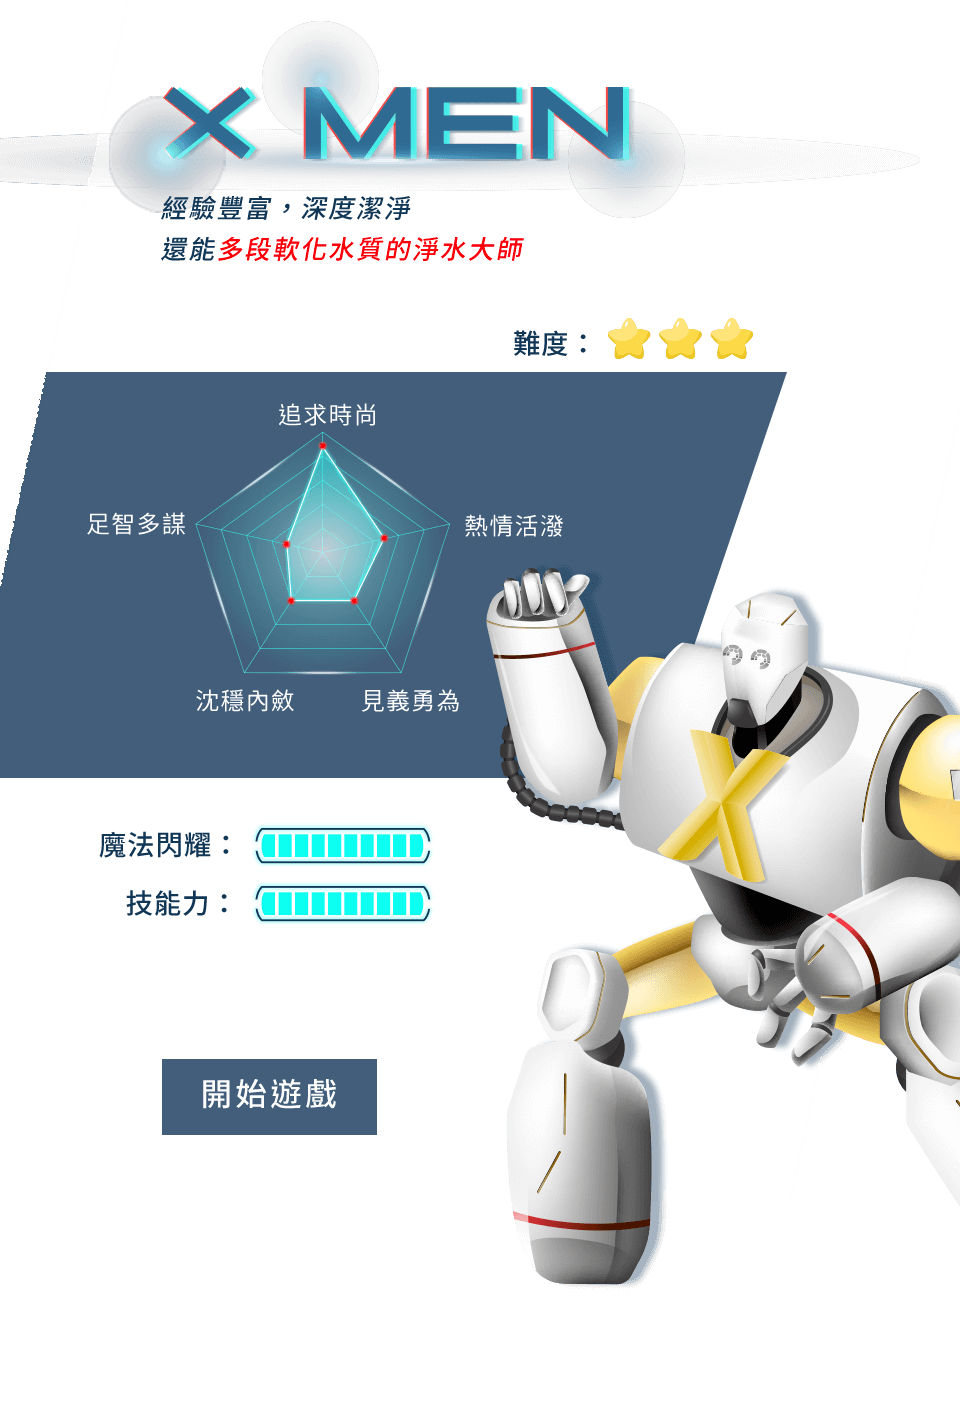 X MEN
經驗豐富，深度潔淨
還能多段軟化水質的淨水大師
難度：
追求時尚
足智多謀
熱情活潑
沈穩內斂
見義勇為
X
魔法閃耀：
技能力：
開始遊戲